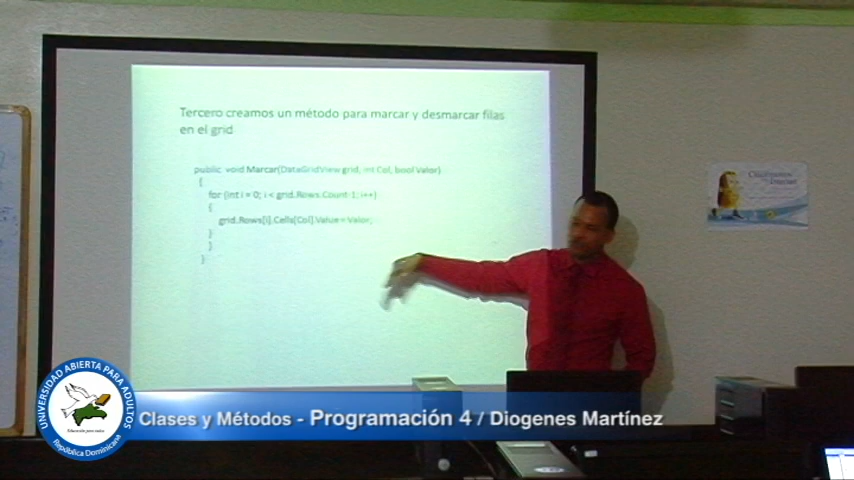 Tercero creamos un método para marcar y desmarcar filas
en el grid
public void Marcar(DataGridView grid, int Col, bool Valor)
{
for (int i = 0; i < grid.Rows.Count-1; i++)
{
grid.Rows[i].Cells[Col].Value = Valor;
}
}
}
UNIVERSIDAD ABIERTA PARA ADULTOS
República Dominicana
Clases y Métodos - Programación 4 / Diogenes Martínez